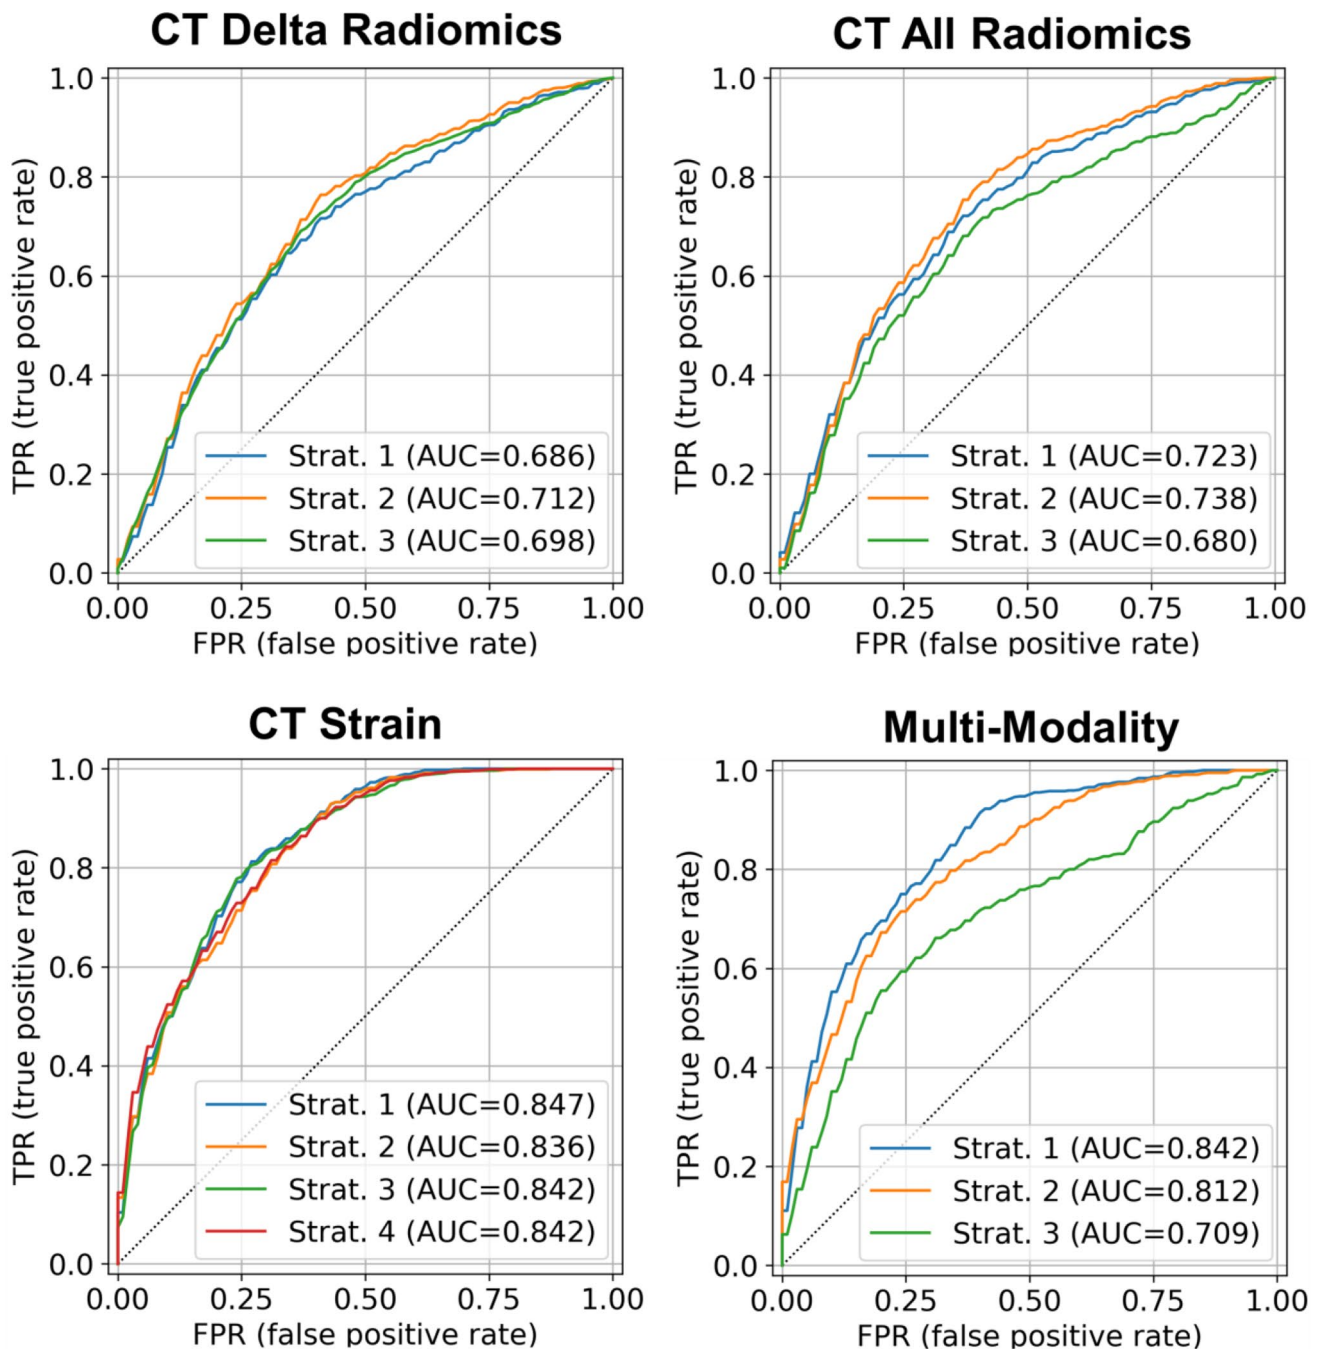 CT Delta Radiomics
1.0
0.8
0.6
0.4
0.2
0.0
TPR (true positive rate)
Strat. 1 (AUC=0.686)
Strat. 2 (AUC=0.712)
Strat. 3 (AUC=0.698)
0.00 0.25 0.50 0.75 1.00
FPR (false positive rate)
CT All Radiomics
1.0
0.8
0.6
0.4
0.2
0.0
TPR (true positive rate)
Strat. 1 (AUC=0.723)
Strat. 2 (AUC=0.738)
Strat. 3 (AUC=0.680)
0.00 0.25 0.50 0.75 1.00
FPR (false positive rate)
CT Strain
1.0
0.8
0.6
0.4
0.2
0.0
TPR (true positive rate)
Strat. 1 (AUC=0.847)
Strat. 2 (AUC=0.836)
Strat. 3 (AUC=0.842)
Strat. 4 (AUC=0.842)
0.00 0.25 0.50 0.75 1.00
FPR (false positive rate)
Multi-Modality
1.0
0.8
0.6
0.4
0.2
0.0
TPR (true positive rate)
Strat. 1 (AUC=0.842)
Strat. 2 (AUC=0.812)
Strat. 3 (AUC=0.709)
0.00 0.25 0.50 0.75 1.00
FPR (false positive rate)